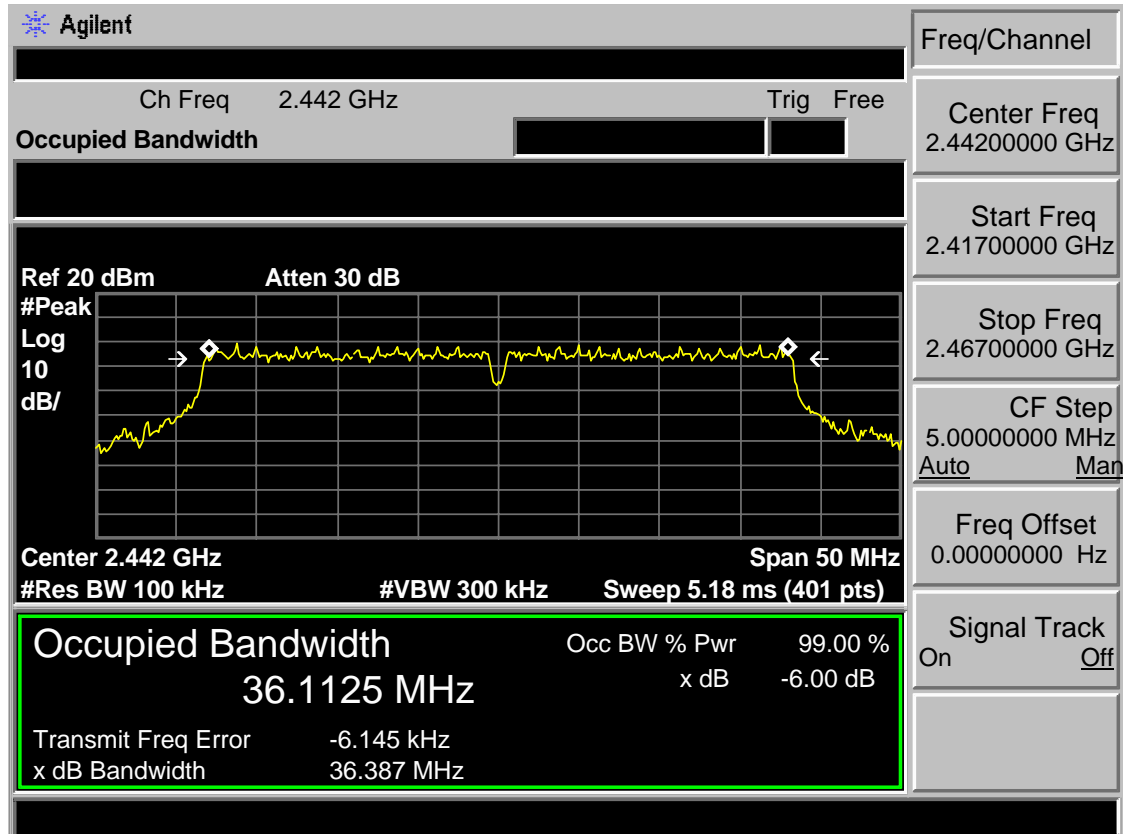 Agilent
Freq/Channel
Ch Freq 2.442 GHz Trig Free
Occupied Bandwidth
Center Freq
2.44200000 GHz
Start Freq
2.41700000 GHz
Stop Freq
2.46700000 GHz
CF Step
5.00000000 MHz
Auto Man
Freq Offset
0.00000000 Hz
Signal Track
On Off
Ref 20 dBm Atten 30 dB
#Peak
Log
10
dB/
Center 2.442 GHz Span 50 MHz
#Res BW 100 kHz #VBW 300 kHz Sweep 5.18 ms (401 pts)
Occupied Bandwidth Occ BW % Pwr 99.00 %
36.1125 MHz x dB -6.00 dB
Transmit Freq Error -6.145 kHz
x dB Bandwidth 36.387 MHz